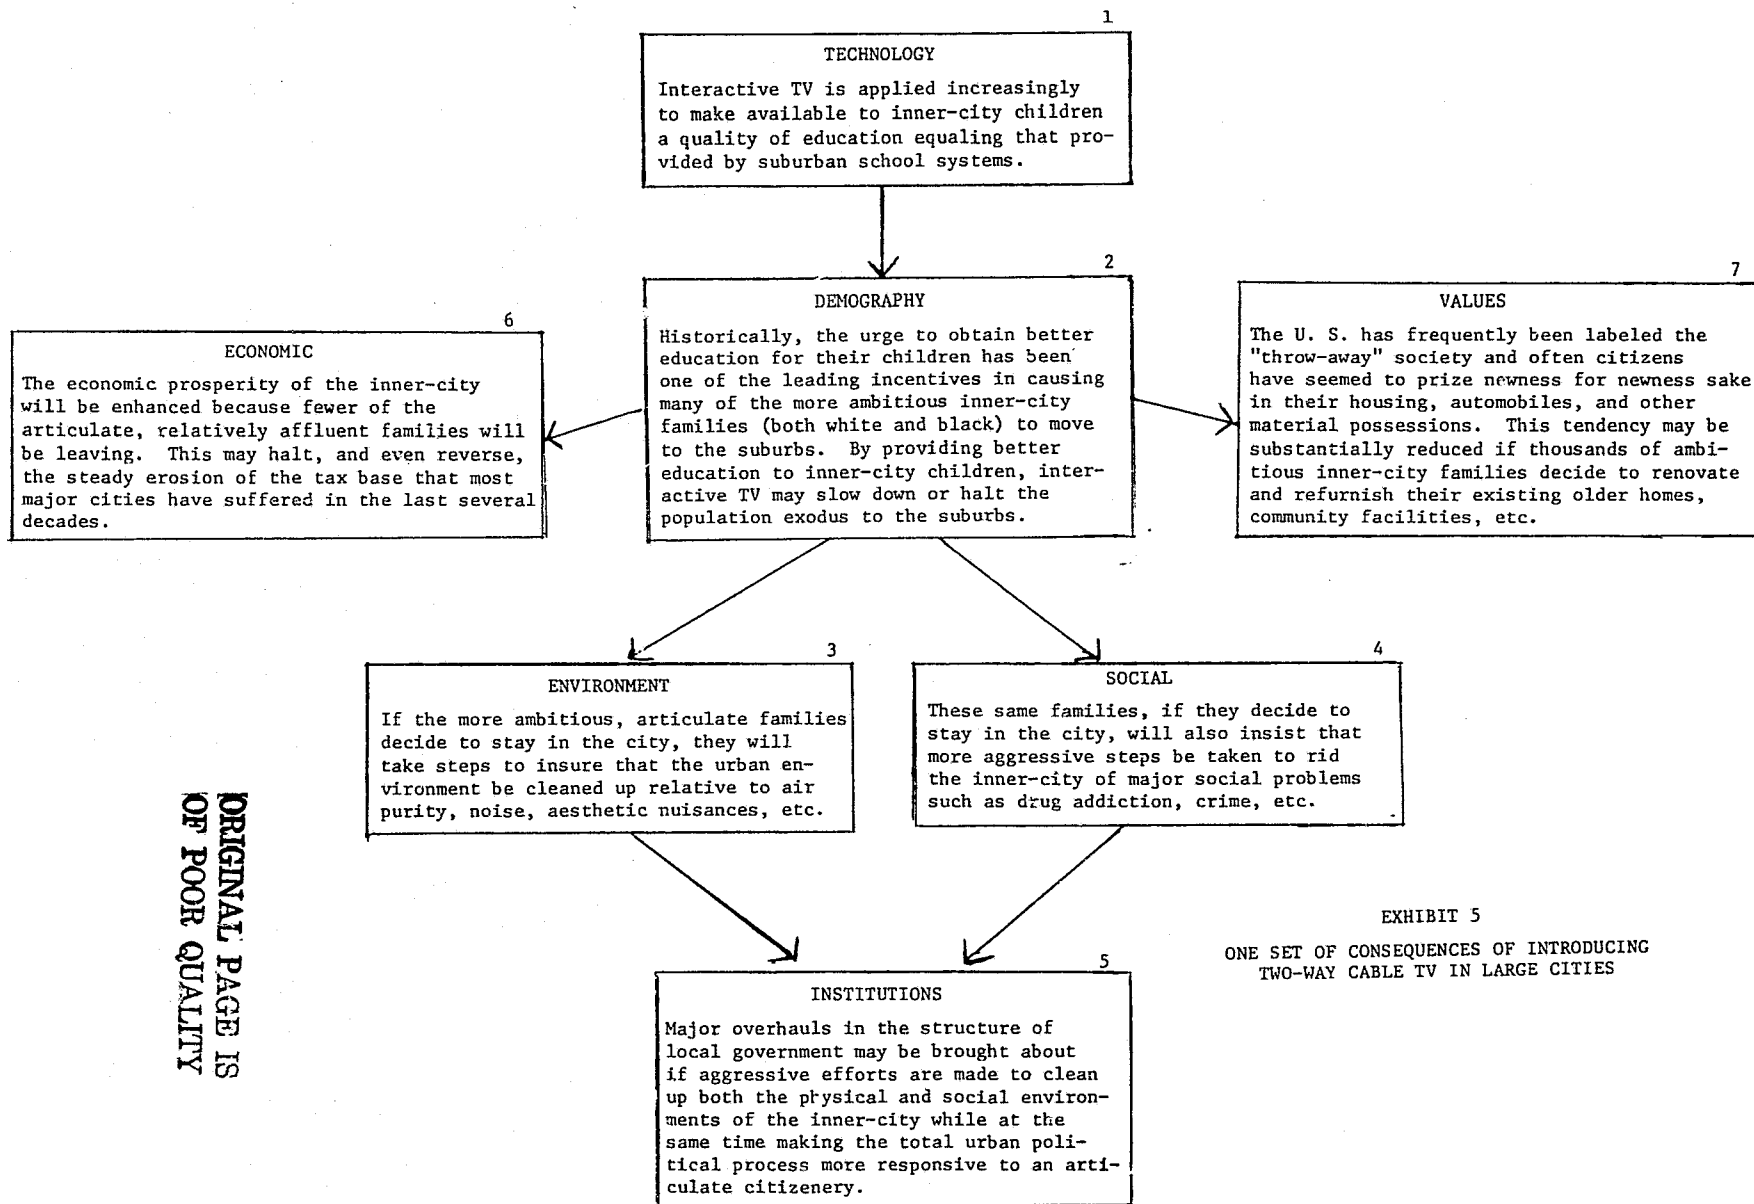 1
TECHNOLOGY
Interactive TV is applied increasingly
to make available to inner-city children
a quality of education equaling that pro-
vided by suburban school systems.
2
DEMOGRAPHY
Historically, the urge to obtain better
education for their children has been
one of the leading incentives in causing
many of the more ambitious inner-city
families (both white and black) to move
to the suburbs. By providing better
education to inner-city children, inter-
active TV may slow down or halt the
population exodus to the suburbs.
7
VALUES
The U. S. has frequently been labeled the
"throw-away" society and often citizens
have seemed to prize newness for newness sake
in their housing, automobiles, and other
material possessions. This tendency may be
substantially reduced if thousands of ambi-
tious inner-city families decide to renovate
and refurnish their existing older homes,
community facilities, etc.
6
ECONOMIC
The economic prosperity of the inner-city
will be enhanced because fewer of the
articulate, relatively affluent families will
be leaving. This may halt, and even reverse,
the steady erosion of the tax base that most
major cities have suffered in the last several
decades.
3
ENVIRONMENT
If the more ambitious, articulate families
decide to stay in the city, they will
take steps to insure that the urban en-
vironment be cleaned up relative to air
purity, noise, aesthetic nuisances, etc.
4
SOCIAL
These same families, if they decide to
stay in the city, will also insist that
more aggressive steps be taken to rid
the inner-city of major social problems
such as drug addiction, crime, etc.
5
INSTITUTIONS
Major overhauls in the structure of
local government may be brought about
if aggressive efforts are made to clean
up both the physical and social environ-
ments of the inner-city while at the
same time making the total urban poli-
tical process more responsive to an arti-
culate citizenery.
EXHIBIT 5
ONE SET OF CONSEQUENCES OF INTRODUCING
TWO-WAY CABLE TV IN LARGE CITIES
ORIGINAL PAGE IS
OF POOR QUALITY